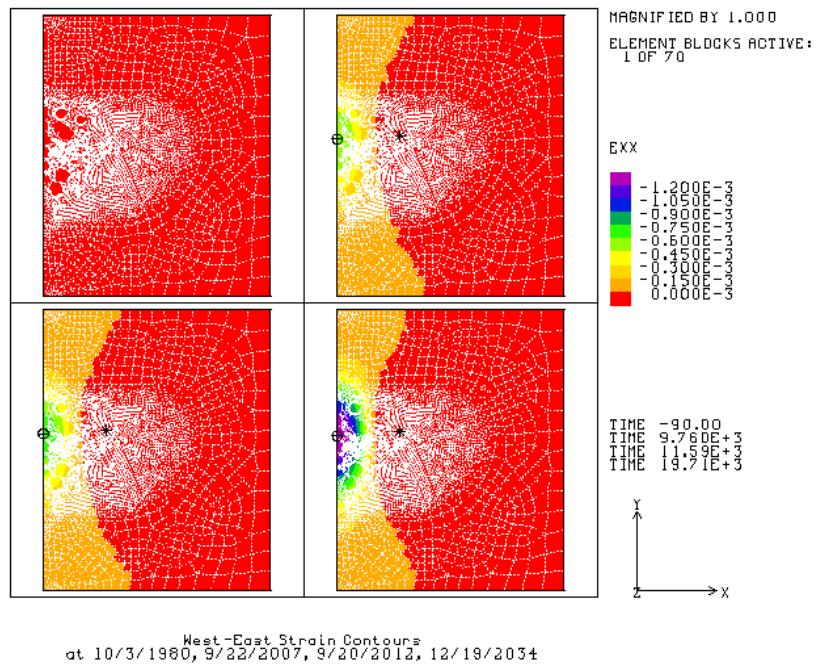 MAGNIFIED BY 1.000
ELEMENT BLOCKS ACTIVE:
1 OF 70
EXX
-1.200E-3
-1.050E-3
-0.900E-3
-0.750E-3
-0.600E-3
-0.450E-3
-0.300E-3
-0.150E-3
0.000E-3
TIME -90.00
TIME 9.760E+3
TIME 11.59E+3
TIME 19.71E+3
Y
Z
X
West-East Strain Contours
at 10/3/1980, 9/22/2007, 9/20/2012, 12/19/2034